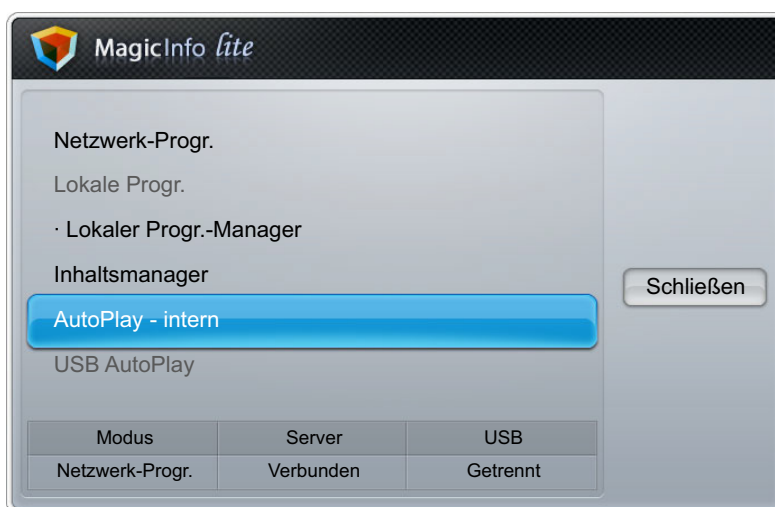 MagicInfo lite
Netzwerk-Progr.
Lokale Progr.
· Lokaler Progr.-Manager
Inhaltsmanager
AutoPlay - intern
USB AutoPlay
Schließen
Modus Server USB
Netzwerk-Progr. Verbunden Getrennt